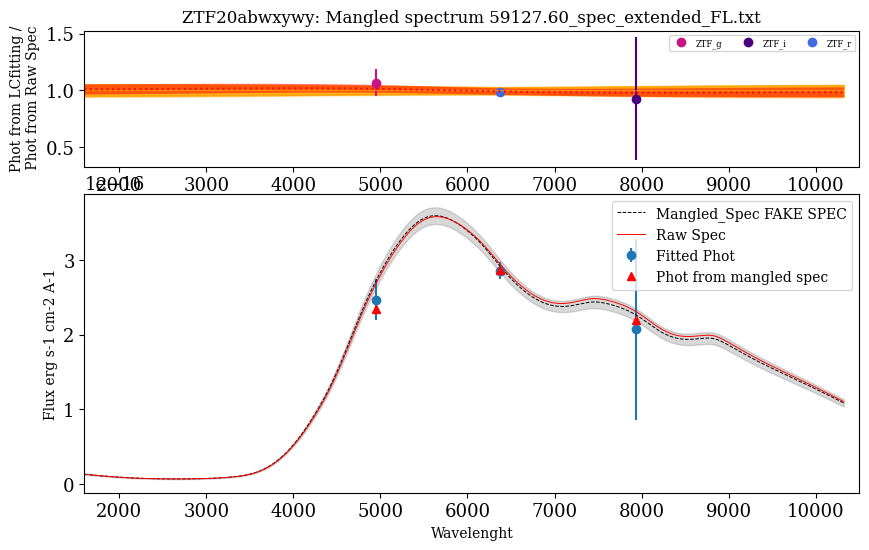 ZTF20abwxywy: Mangled spectrum 59127.60_spec_extended_FL.txt
Phot from LCfitting /
Phot from Raw Spec
1.5
1.0
0.5
ZTF_g ZTF_i ZTF_r
2000 3000 4000 5000 6000 7000 8000 9000 10000
1e−16
Flux erg s-1 cm-2 A-1
3
2
1
0
Mangled_Spec FAKE SPEC
Raw Spec
Fitted Phot
Phot from mangled spec
2000 3000 4000 5000 6000 7000 8000 9000 10000
Wavelenght